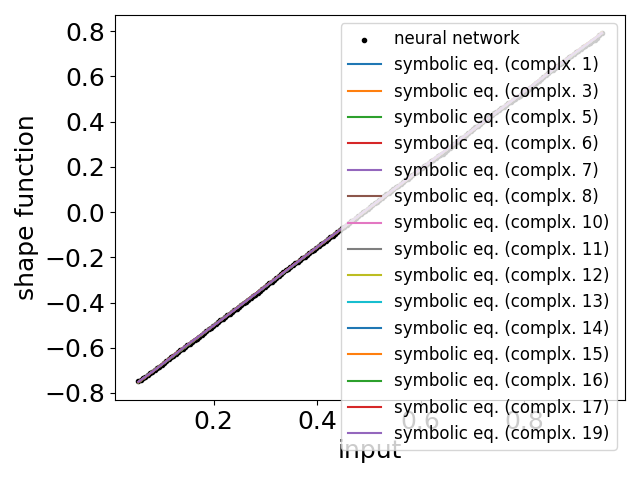 0.8
0.6
0.4
0.2
0.0
−0.2
−0.4
−0.6
−0.8
shape function
neural network
symbolic eq. (complx. 1)
symbolic eq. (complx. 3)
symbolic eq. (complx. 5)
symbolic eq. (complx. 6)
symbolic eq. (complx. 7)
symbolic eq. (complx. 8)
symbolic eq. (complx. 10)
symbolic eq. (complx. 11)
symbolic eq. (complx. 12)
symbolic eq. (complx. 13)
symbolic eq. (complx. 14)
symbolic eq. (complx. 15)
symbolic eq. (complx. 16)
symbolic eq. (complx. 17)
symbolic eq. (complx. 19)
0.2 0.4 0.6 0.8
input